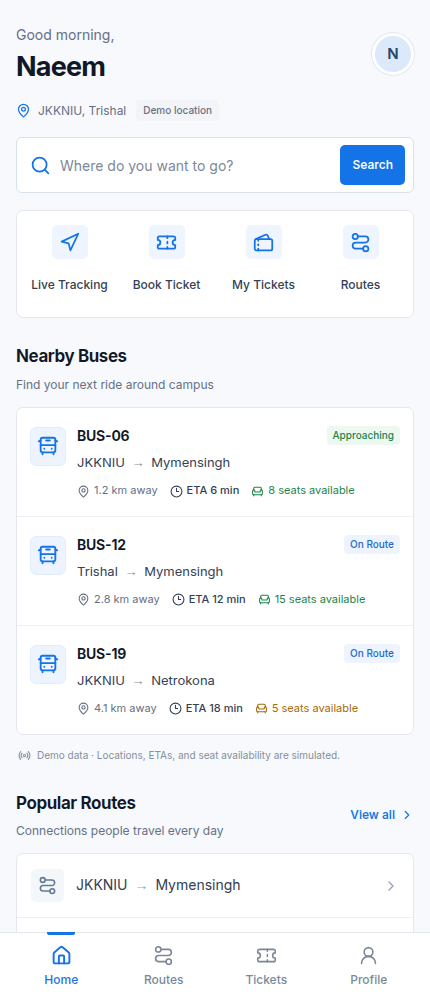 Good morning,
Naeem
N
JKKNIU, Trishal Demo location
Where do you want to go? Search
Live Tracking Book Ticket My Tickets Routes
Nearby Buses
Find your next ride around campus
BUS-06 Approaching
JKKNIU → Mymensingh
1.2 km away ETA 6 min 8 seats available
BUS-12 On Route
Trishal → Mymensingh
2.8 km away ETA 12 min 15 seats available
BUS-19 On Route
JKKNIU → Netrokona
4.1 km away ETA 18 min 5 seats available
Demo data · Locations, ETAs, and seat availability are simulated.
Popular Routes
View all
Connections people travel every day
JKKNIU → Mymensingh
Home Routes Tickets Profile